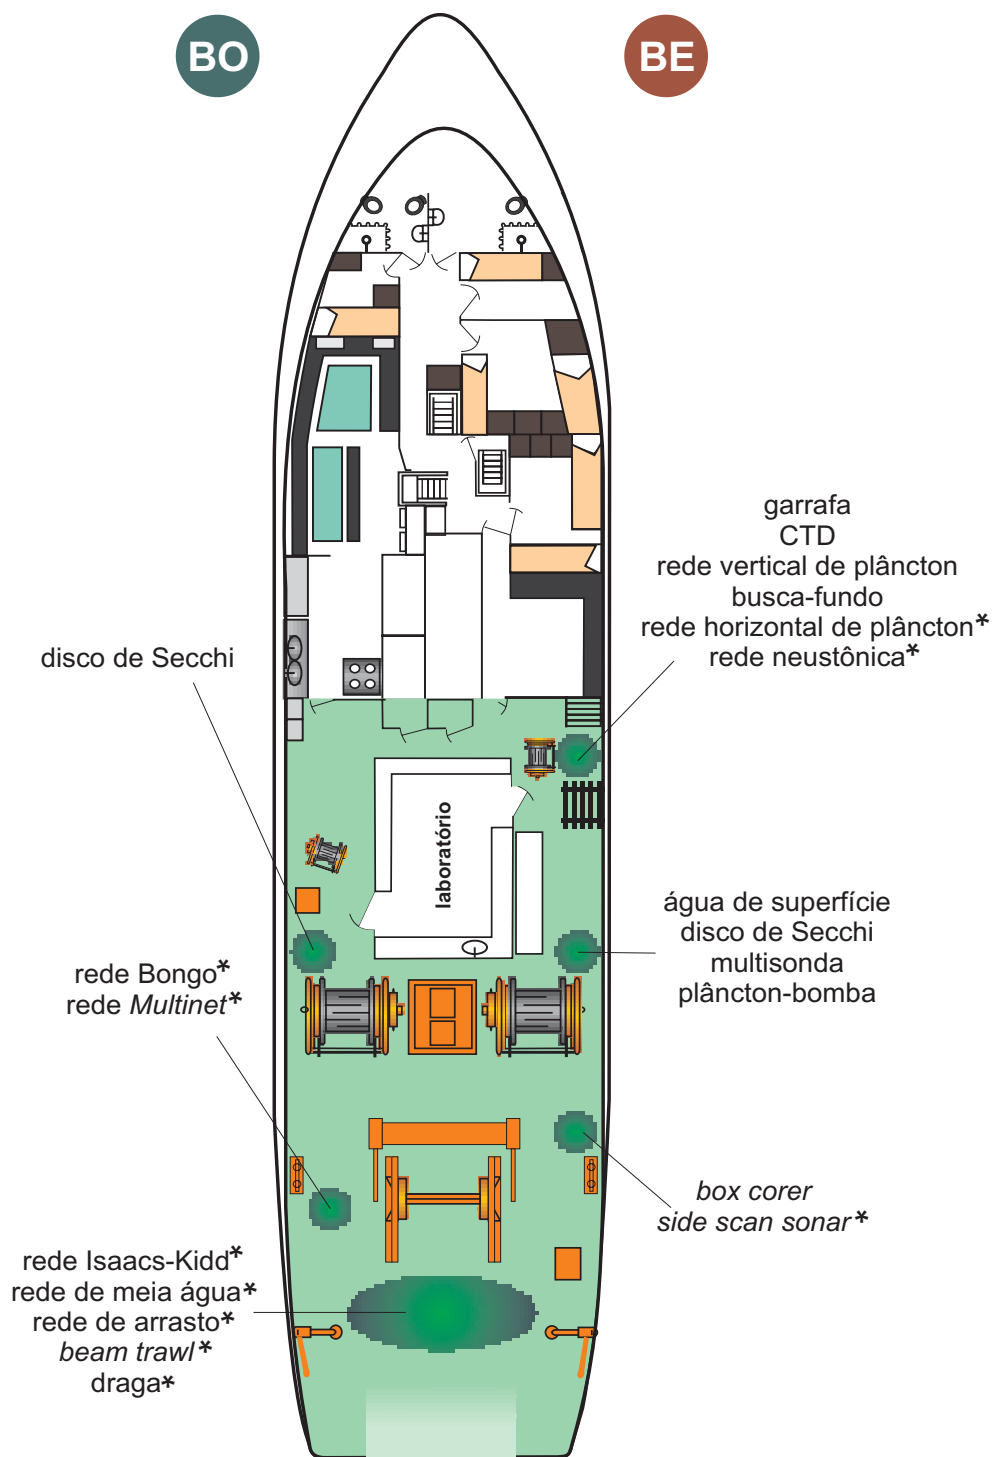 BO
BE
garrafa
CTD
rede vertical de plâncton
busca-fundo
rede horizontal de plâncton*
rede neustônica*
disco de Secchi
laboratório
água de superfície
disco de Secchi
multisonda
plâncton-bomba
rede Bongo*
rede Multinet*
box corer
side scan sonar*
rede Isaacs-Kidd*
rede de meia água*
rede de arrasto*
beam trawl*
draga*